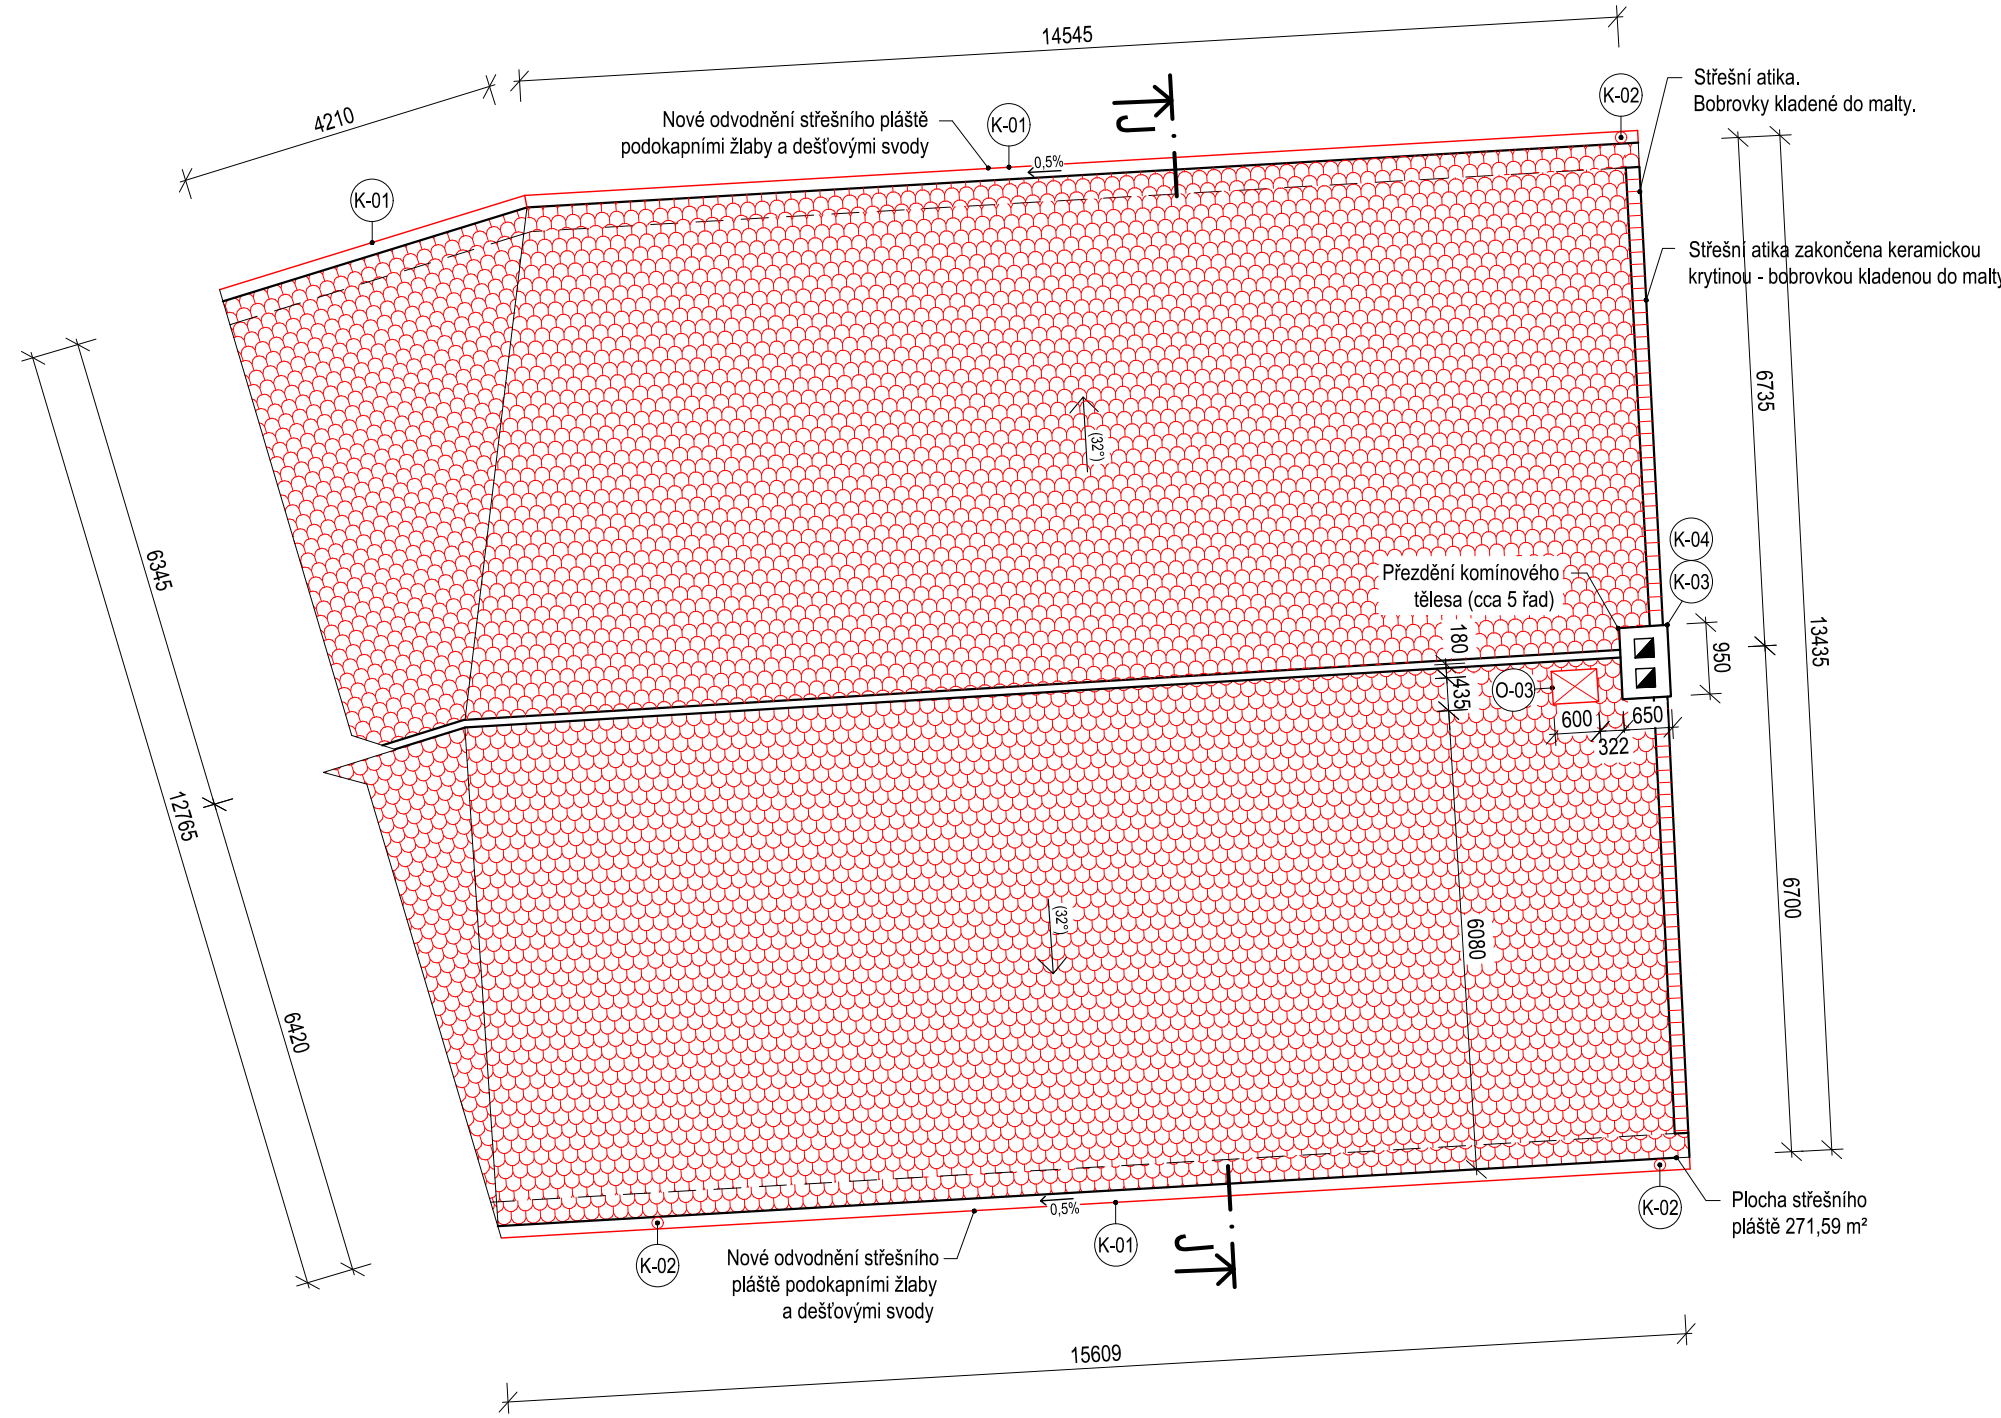 14545
4210
Nové odvodnění střešního pláště
podokapními žlaby a dešťovými svody
K-01
J
K-02
Střešní atika.
Bobrovky kladené do malty.
0,5%
K-01
Střešní atika zakončena keramickou
krytinou - bobrovkou kladenou do malty
6735
(32°)
K-04
K-03
Přezdění komínového
tělesa (cca 5 řad)
6345
180
435
950
13435
O-03
600
650
322
12765
6700
(32°)
6080
6420
K-02
Plocha střešního
pláště 271,59 m²
0,5%
K-01
K-02
Nové odvodnění střešního
pláště podokapními žlaby
a dešťovými svody
J
15609